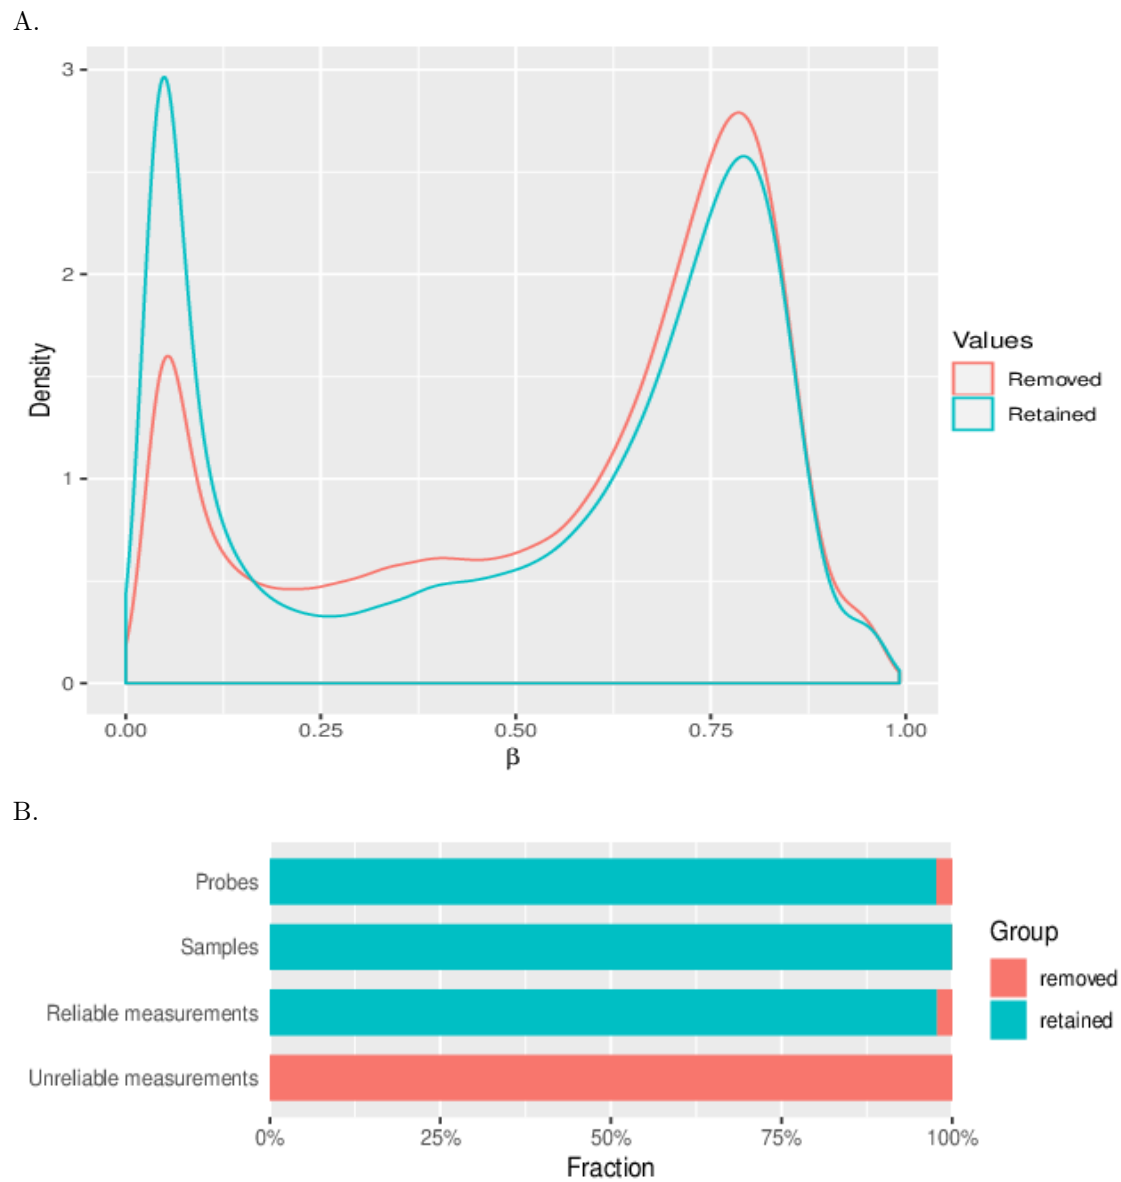 A.
3
2
1
0
Density
0.00 0.25 0.50 0.75 1.00
β
Values
Removed
Retained
B.
Probes
Samples
Reliable measurements
Unreliable measurements
0% 25% 50% 75% 100%
Fraction
Group
removed
retained